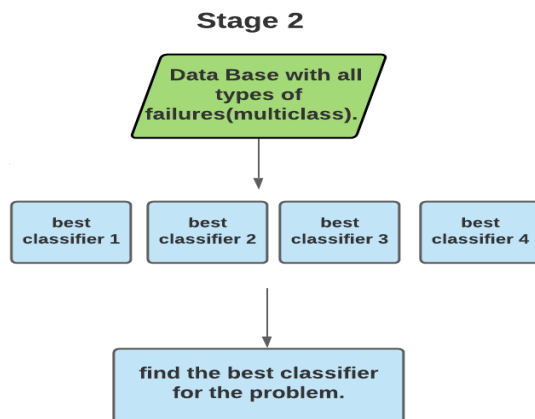 Stage 2
Data Base with all
types of
failures(multiclass).
best
classifier 1
best
classifier 2
best
classifier 3
best
classifier 4
find the best classifier
for the problem.